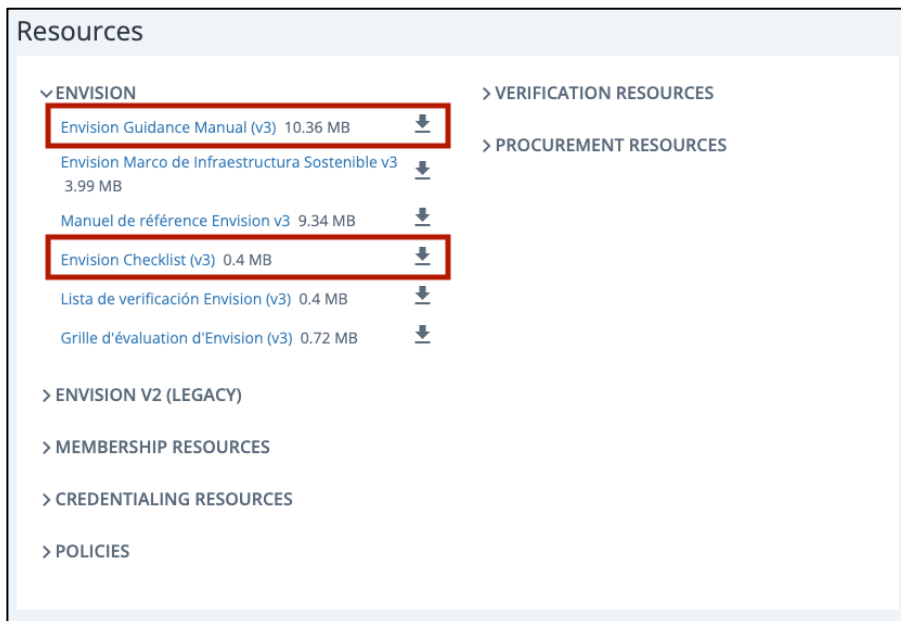 Resources
ENVISION
Envision Guidance Manual (v3) 10.36 MB
Envision Marco de Infraestructura Sostenible v3
3.99 MB
Manuel de référence Envision v3 9.34 MB
Envision Checklist (v3) 0.4 MB
Lista de verificación Envision (v3) 0.4 MB
Grille d'évaluation d'Envision (v3) 0.72 MB
ENVISION V2 (LEGACY)
MEMBERSHIP RESOURCES
CREDENTIALING RESOURCES
POLICIES
VERIFICATION RESOURCES
PROCUREMENT RESOURCES